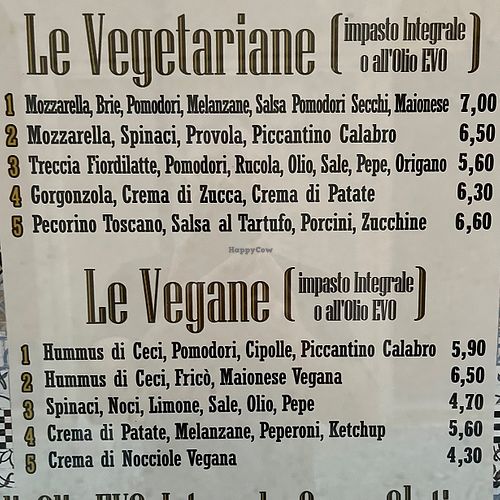 Le Vegetariane (impasto Integrale o all'Olio EVO)
1 Mozzarella, Brie, Pomodori, Melanzane, Salsa Pomodori Secchi, Maionese 7,00
2 Mozzarella, Spinaci, Provola, Piccantino Calabro 6,50
3 Treccia Fiordilatte, Pomodori, Rucola, Olio, Sale, Pepe, Origano 5,60
4 Gorgonzola, Crema di Zucca, Crema di Patate 6,30
5 Pecorino Toscano, Salsa al Tartufo, Porcini, Zucchine 6,60
HappyCow
Le Vegane (impasto Integrale o all'Olio EVO)
1 Hummus di Ceci, Pomodori, Cipolle, Piccantino Calabro 5,90
2 Hummus di Ceci, Fricò, Maionese Vegana 6,50
3 Spinaci, Noci, Limone, Sale, Olio, Pepe 4,70
4 Crema di Patate, Melanzane, Peperoni, Ketchup 5,60
5 Crema di Nocciole Vegana 4,30